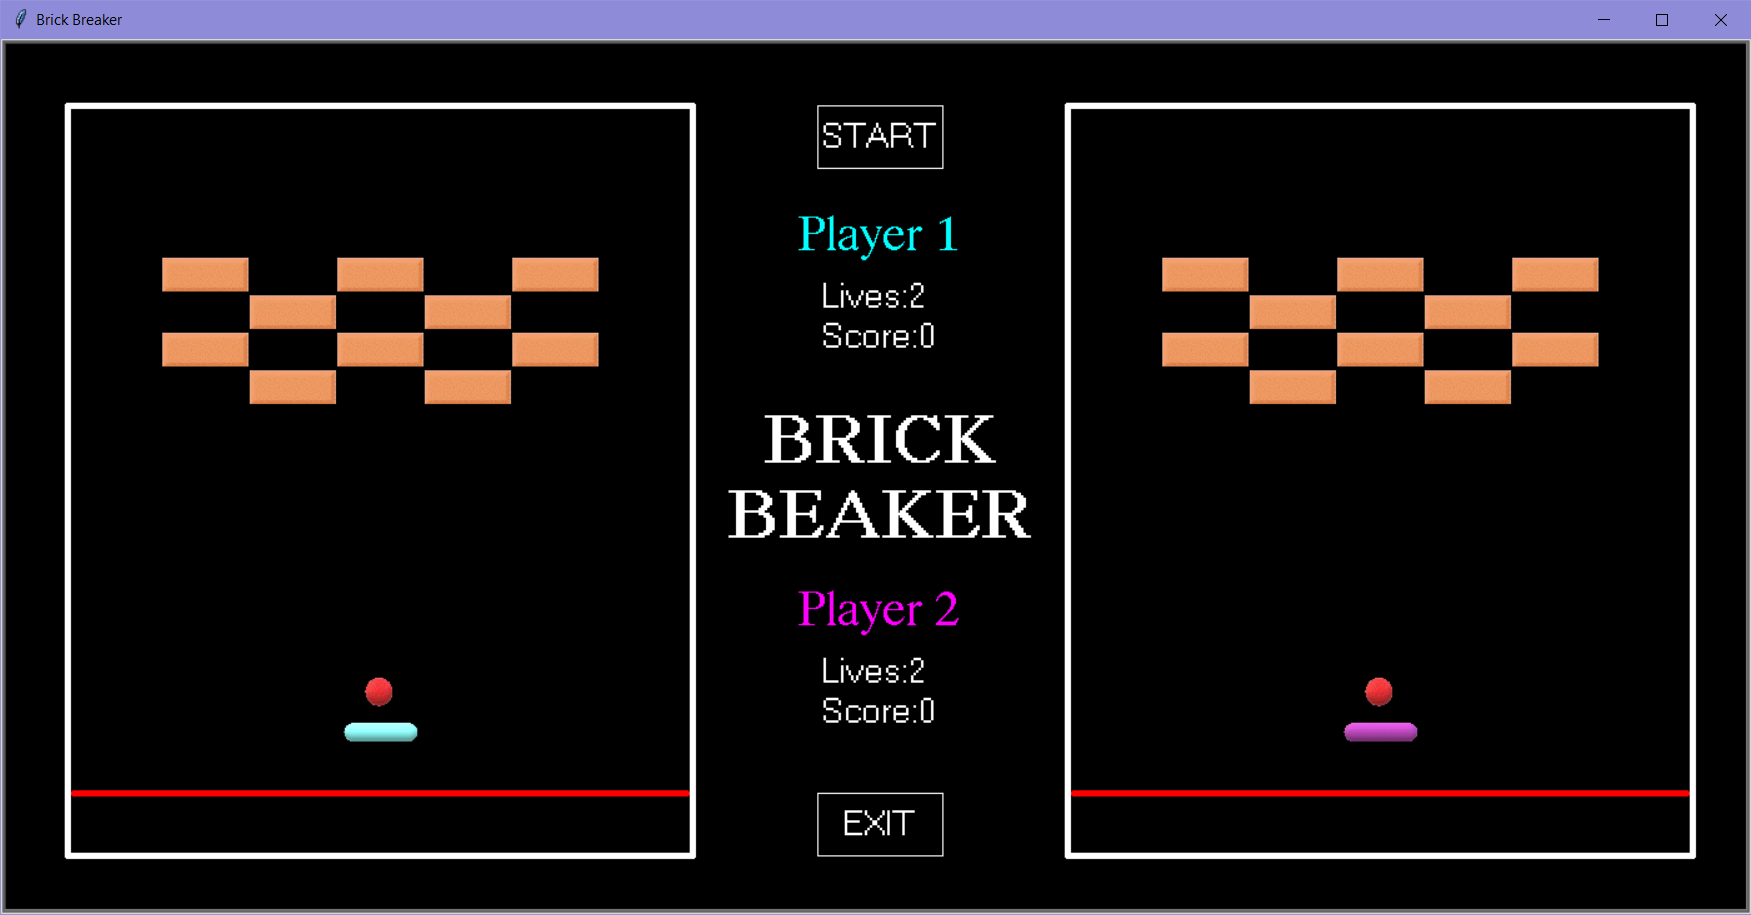 Brick Breaker
START
Player 1
Lives:2
Score:0
BRICK
BEAKER
Player 2
Lives:2
Score:0
EXIT